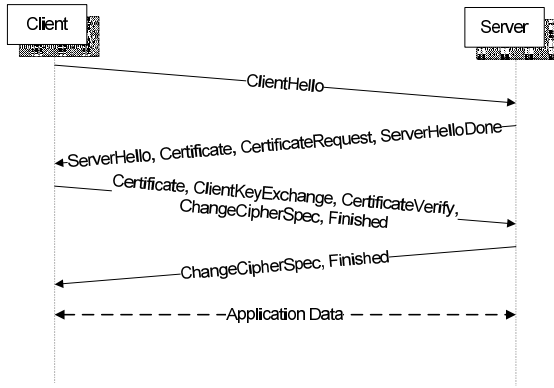 Client
Server
ClientHello
ServerHello, Certificate, CertificateRequest, ServerHelloDone
Certificate, ClientKeyExchange, CertificateVerify,
ChangeCipherSpec, Finished
ChangeCipherSpec, Finished
Application Data